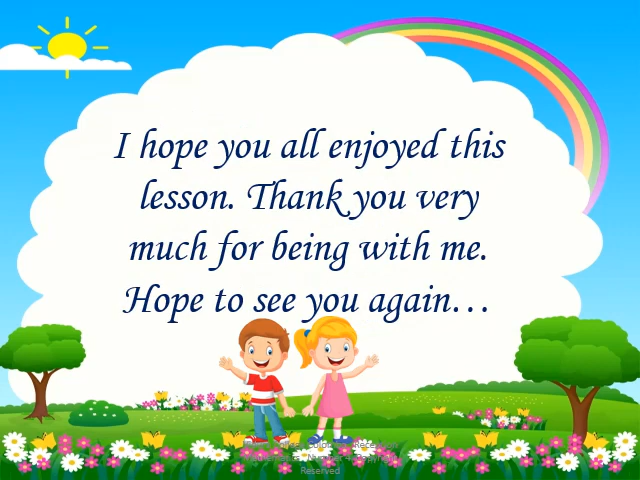 I hope you all enjoyed this
lesson. Thank you very
much for being with me.
Hope to see you again…
Reserved